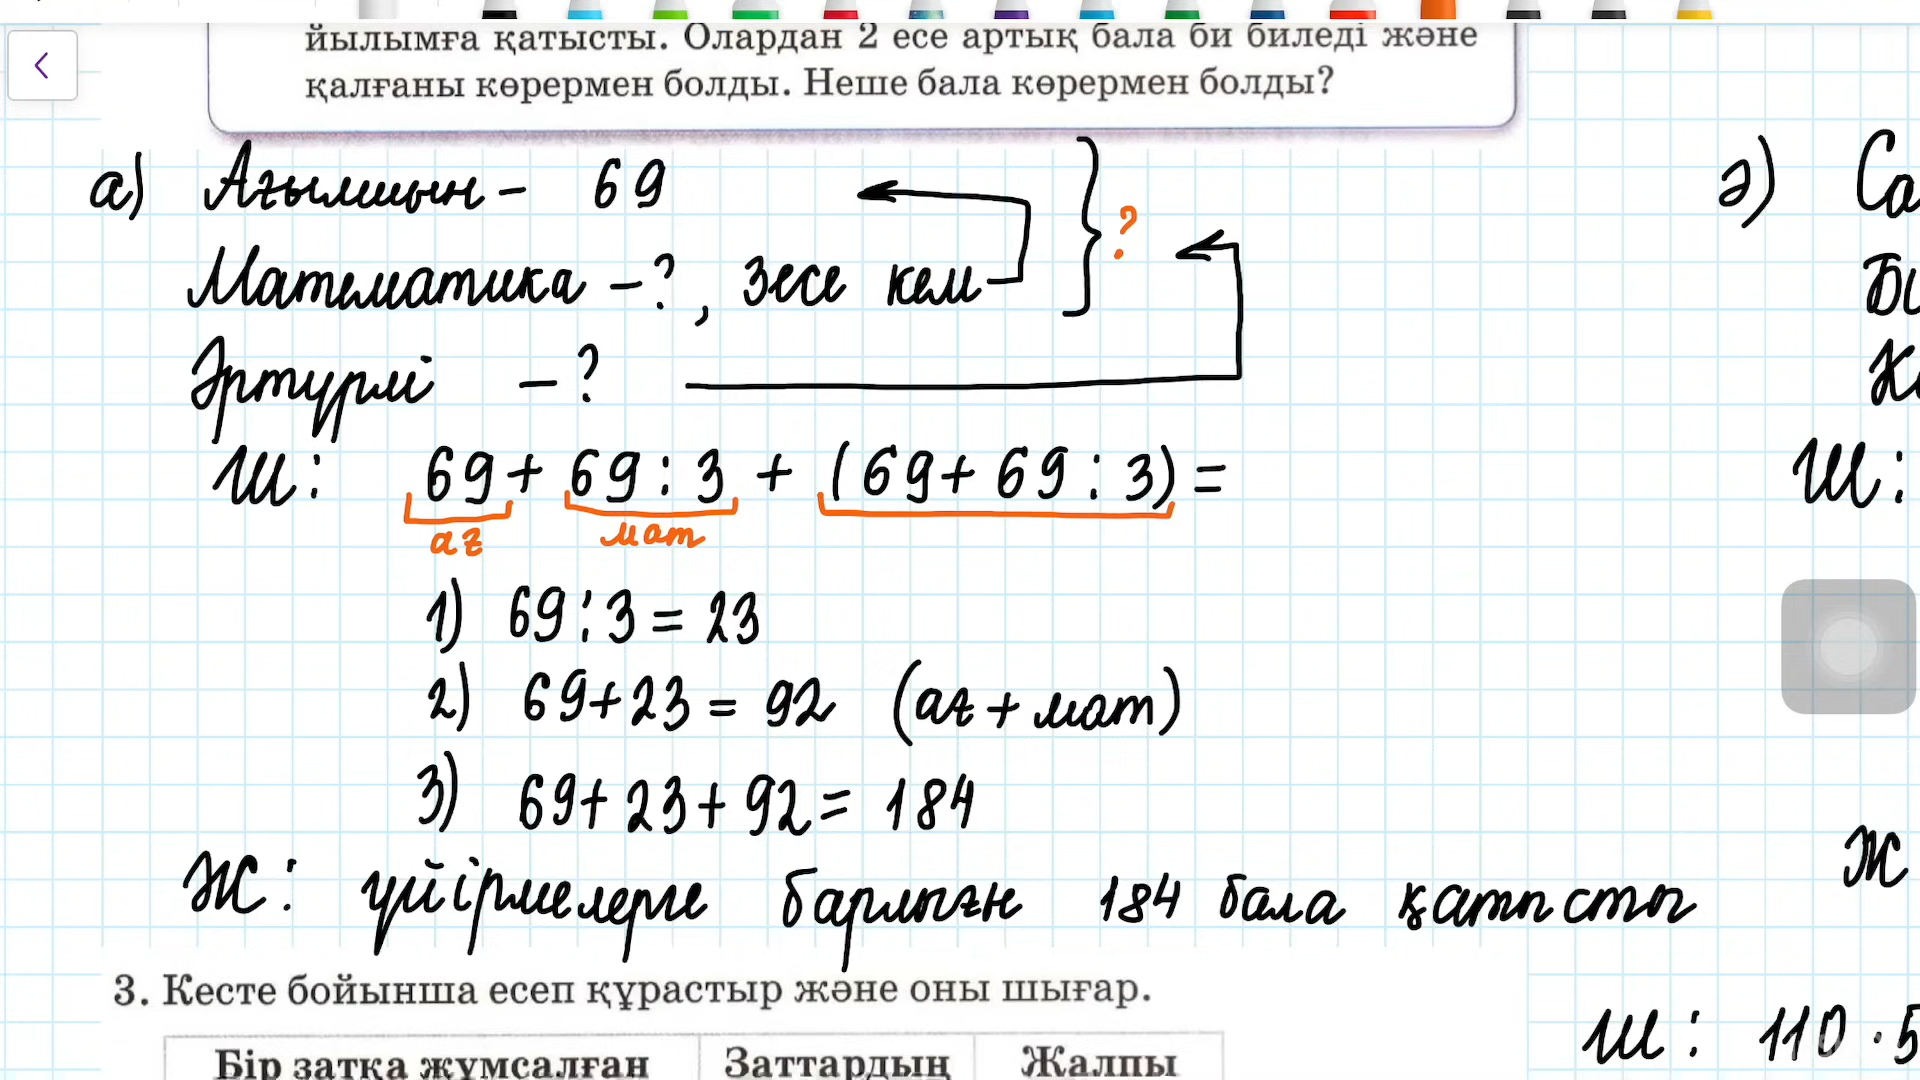 йылымға қатысты. Олардан 2 есе артық бала би биледі және
қалғаны көрермен болды. Неше бала көрермен болды?
а) Ағылшын - 69
?
Математика - ?, 3есе кем
Әртүрлі - ?
Ш: 69 + 69 : 3 + (69 + 69 : 3) =
ағ мат
1) 69 : 3 = 23
2) 69 + 23 = 92 (ағ + мат)
3) 69 + 23 + 92 = 184
Ж: үйірмелерге барлығы 184 бала қатысты
ә) Са
Ш:
Ж
3. Кесте бойынша есеп құрастыр және оны шығар.
Бір затқа жұмсалған Заттардың Жалпы
Ш: 110 · 5